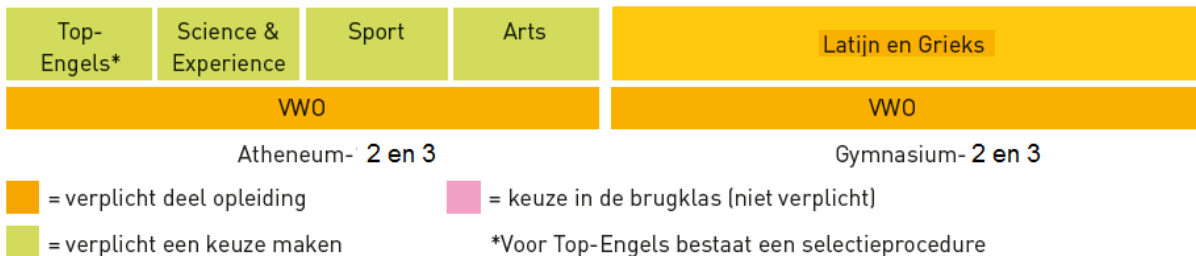 Top-
Engels*
Science &
Experience
Sport
Arts
Latijn en Grieks
VWO
VWO
Atheneum- 2 en 3
Gymnasium- 2 en 3
= verplicht deel opleiding
= keuze in de brugklas (niet verplicht)
= verplicht een keuze maken
*Voor Top-Engels bestaat een selectieprocedure